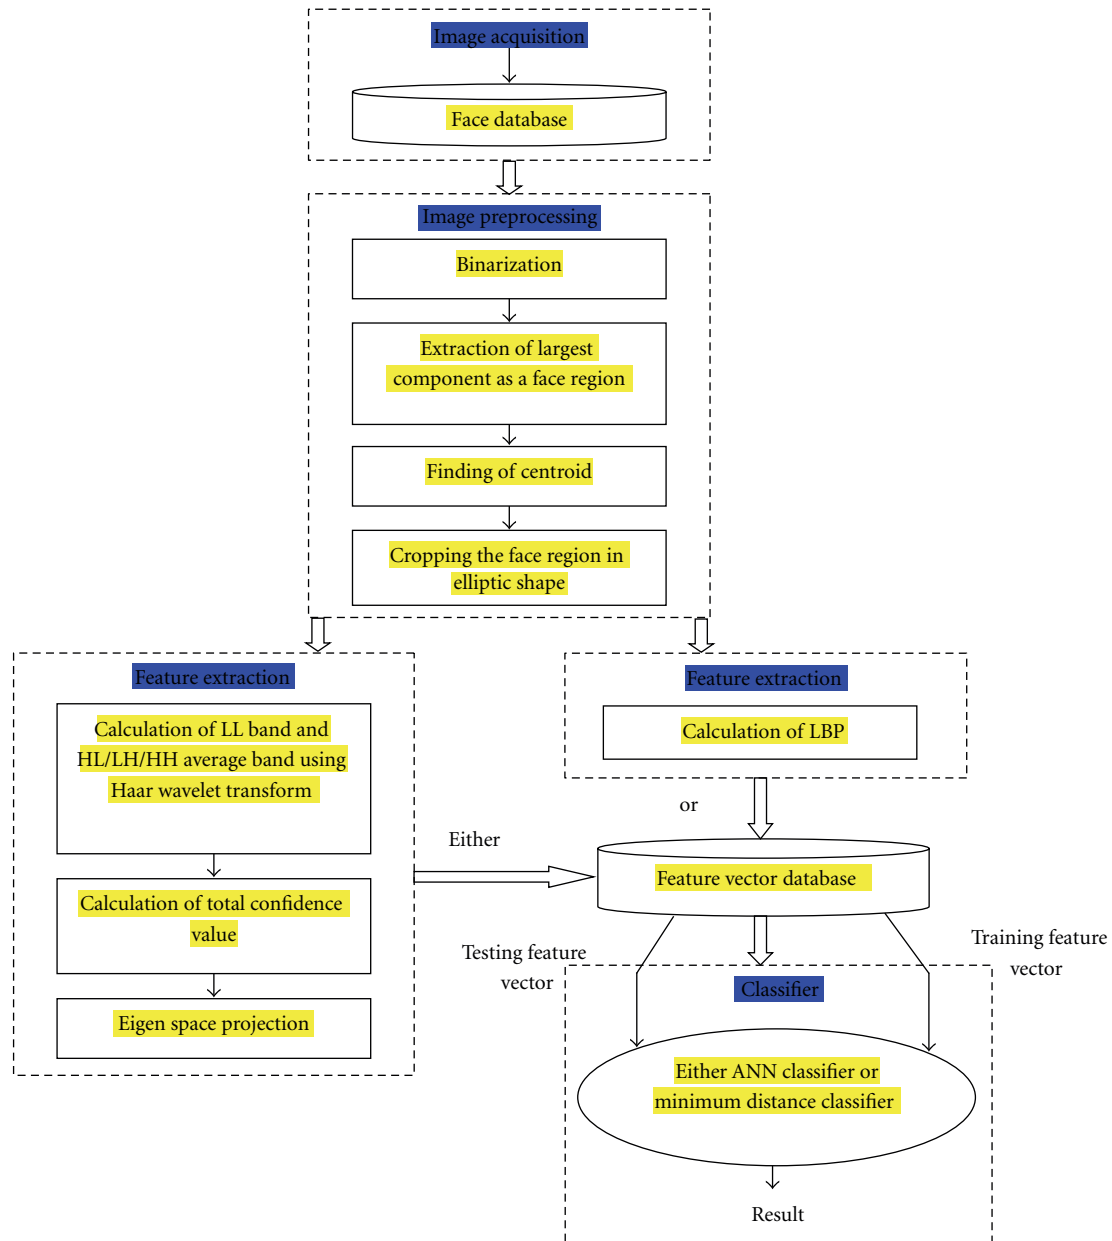 Image acquisition
Face database
Image preprocessing
Binarization
Extraction of largest
component as a face region
Finding of centroid
Cropping the face region in
elliptic shape
Feature extraction
Calculation of LL band and
HL/LH/HH average band using
Haar wavelet transform
Calculation of total confidence
value
Eigen space projection
Feature extraction
Calculation of LBP
or
Either
Feature vector database
Testing feature
vector
Training feature
vector
Classifier
Either ANN classifier or
minimum distance classifier
Result